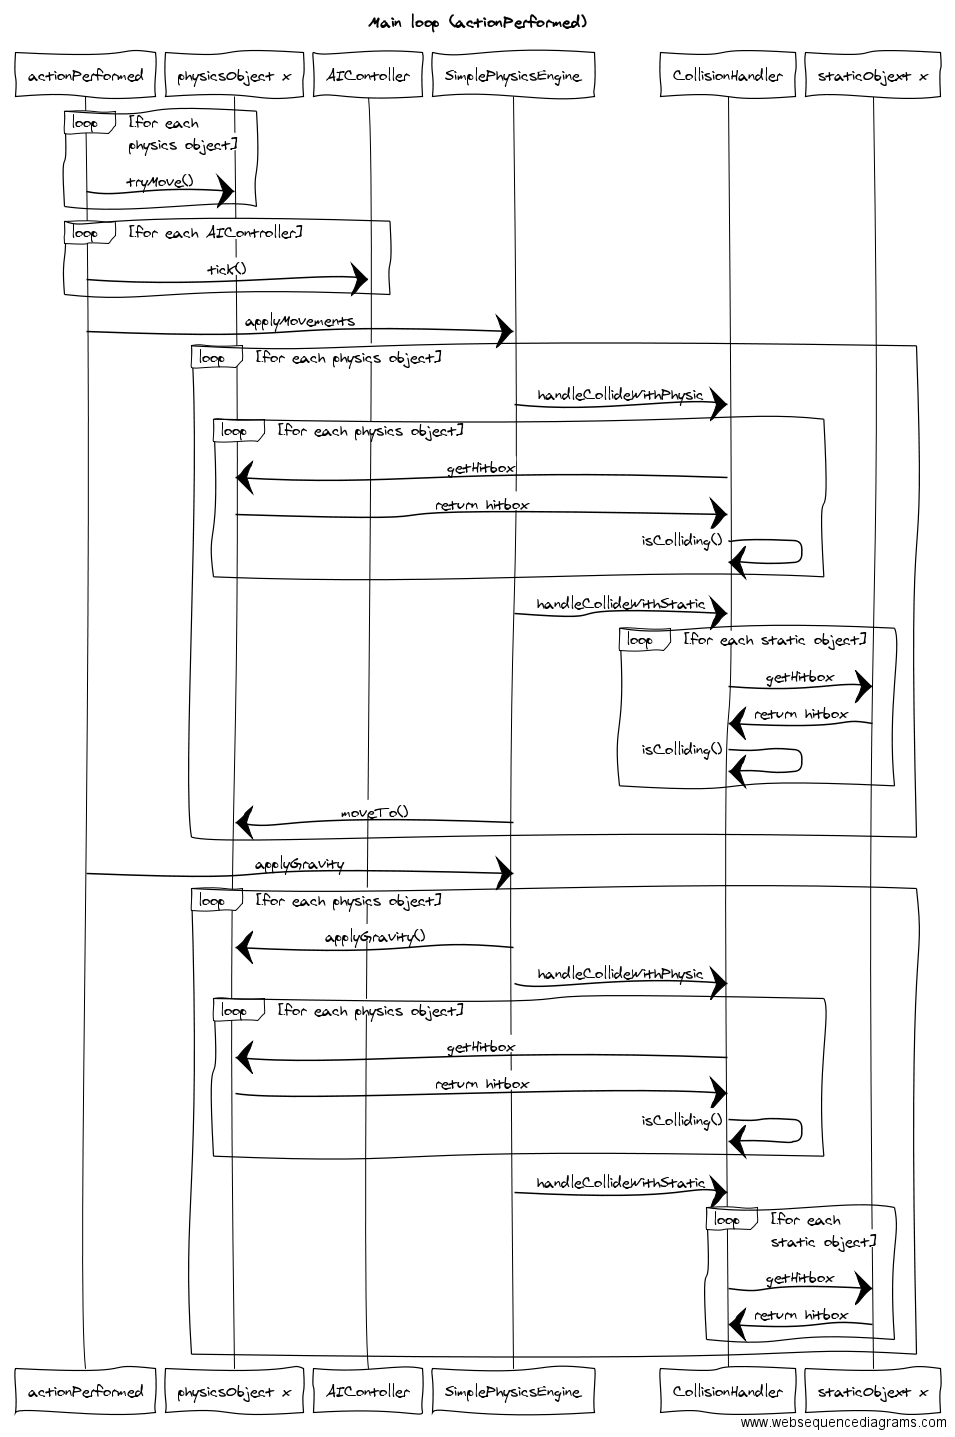 Main loop (actionPerformed)
actionPerformed
physicsObject x
AIContoller
SimplePhysicsEngine
CollisionHandler
staticObjext x
loop [for each
physics object]
tryMove()
loop [for each AIController]
tick()
applyMovements
loop [for each physics object]
handleCollideWithPhysic
loop [for each physics object]
getHitbox
return hitbox
isColliding()
handleCollideWithStatic
loop [for each static object]
getHitbox
return hitbox
isColliding()
moveTo()
applyGravity
loop [for each physics object]
applyGravity()
handleCollideWithPhysic
loop [for each physics object]
getHitbox
return hitbox
isColliding()
handleCollideWithStatic
loop [for each
static object]
getHitbox
return hitbox
actionPerformed
physicsObject x
AIContoller
SimplePhysicsEngine
CollisionHandler
staticObjext x
www.websequencediagrams.com